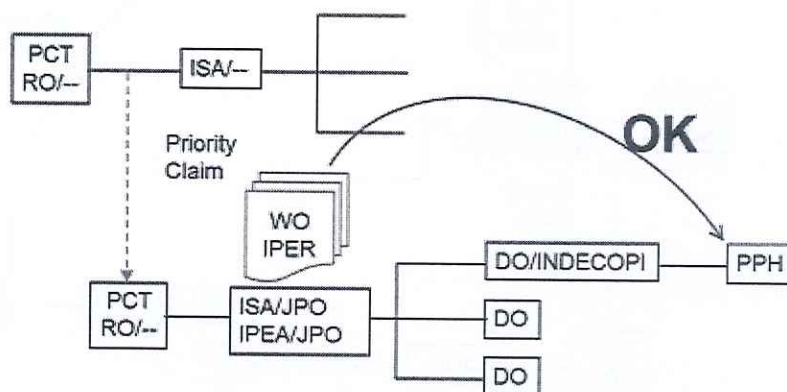 PCT
RO/--
ISA/--
Priority
Claim
OK
WO
IPER
DO/INDECOPI
PPH
PCT
RO/--
ISA/JPO
IPEA/JPO
DO
DO